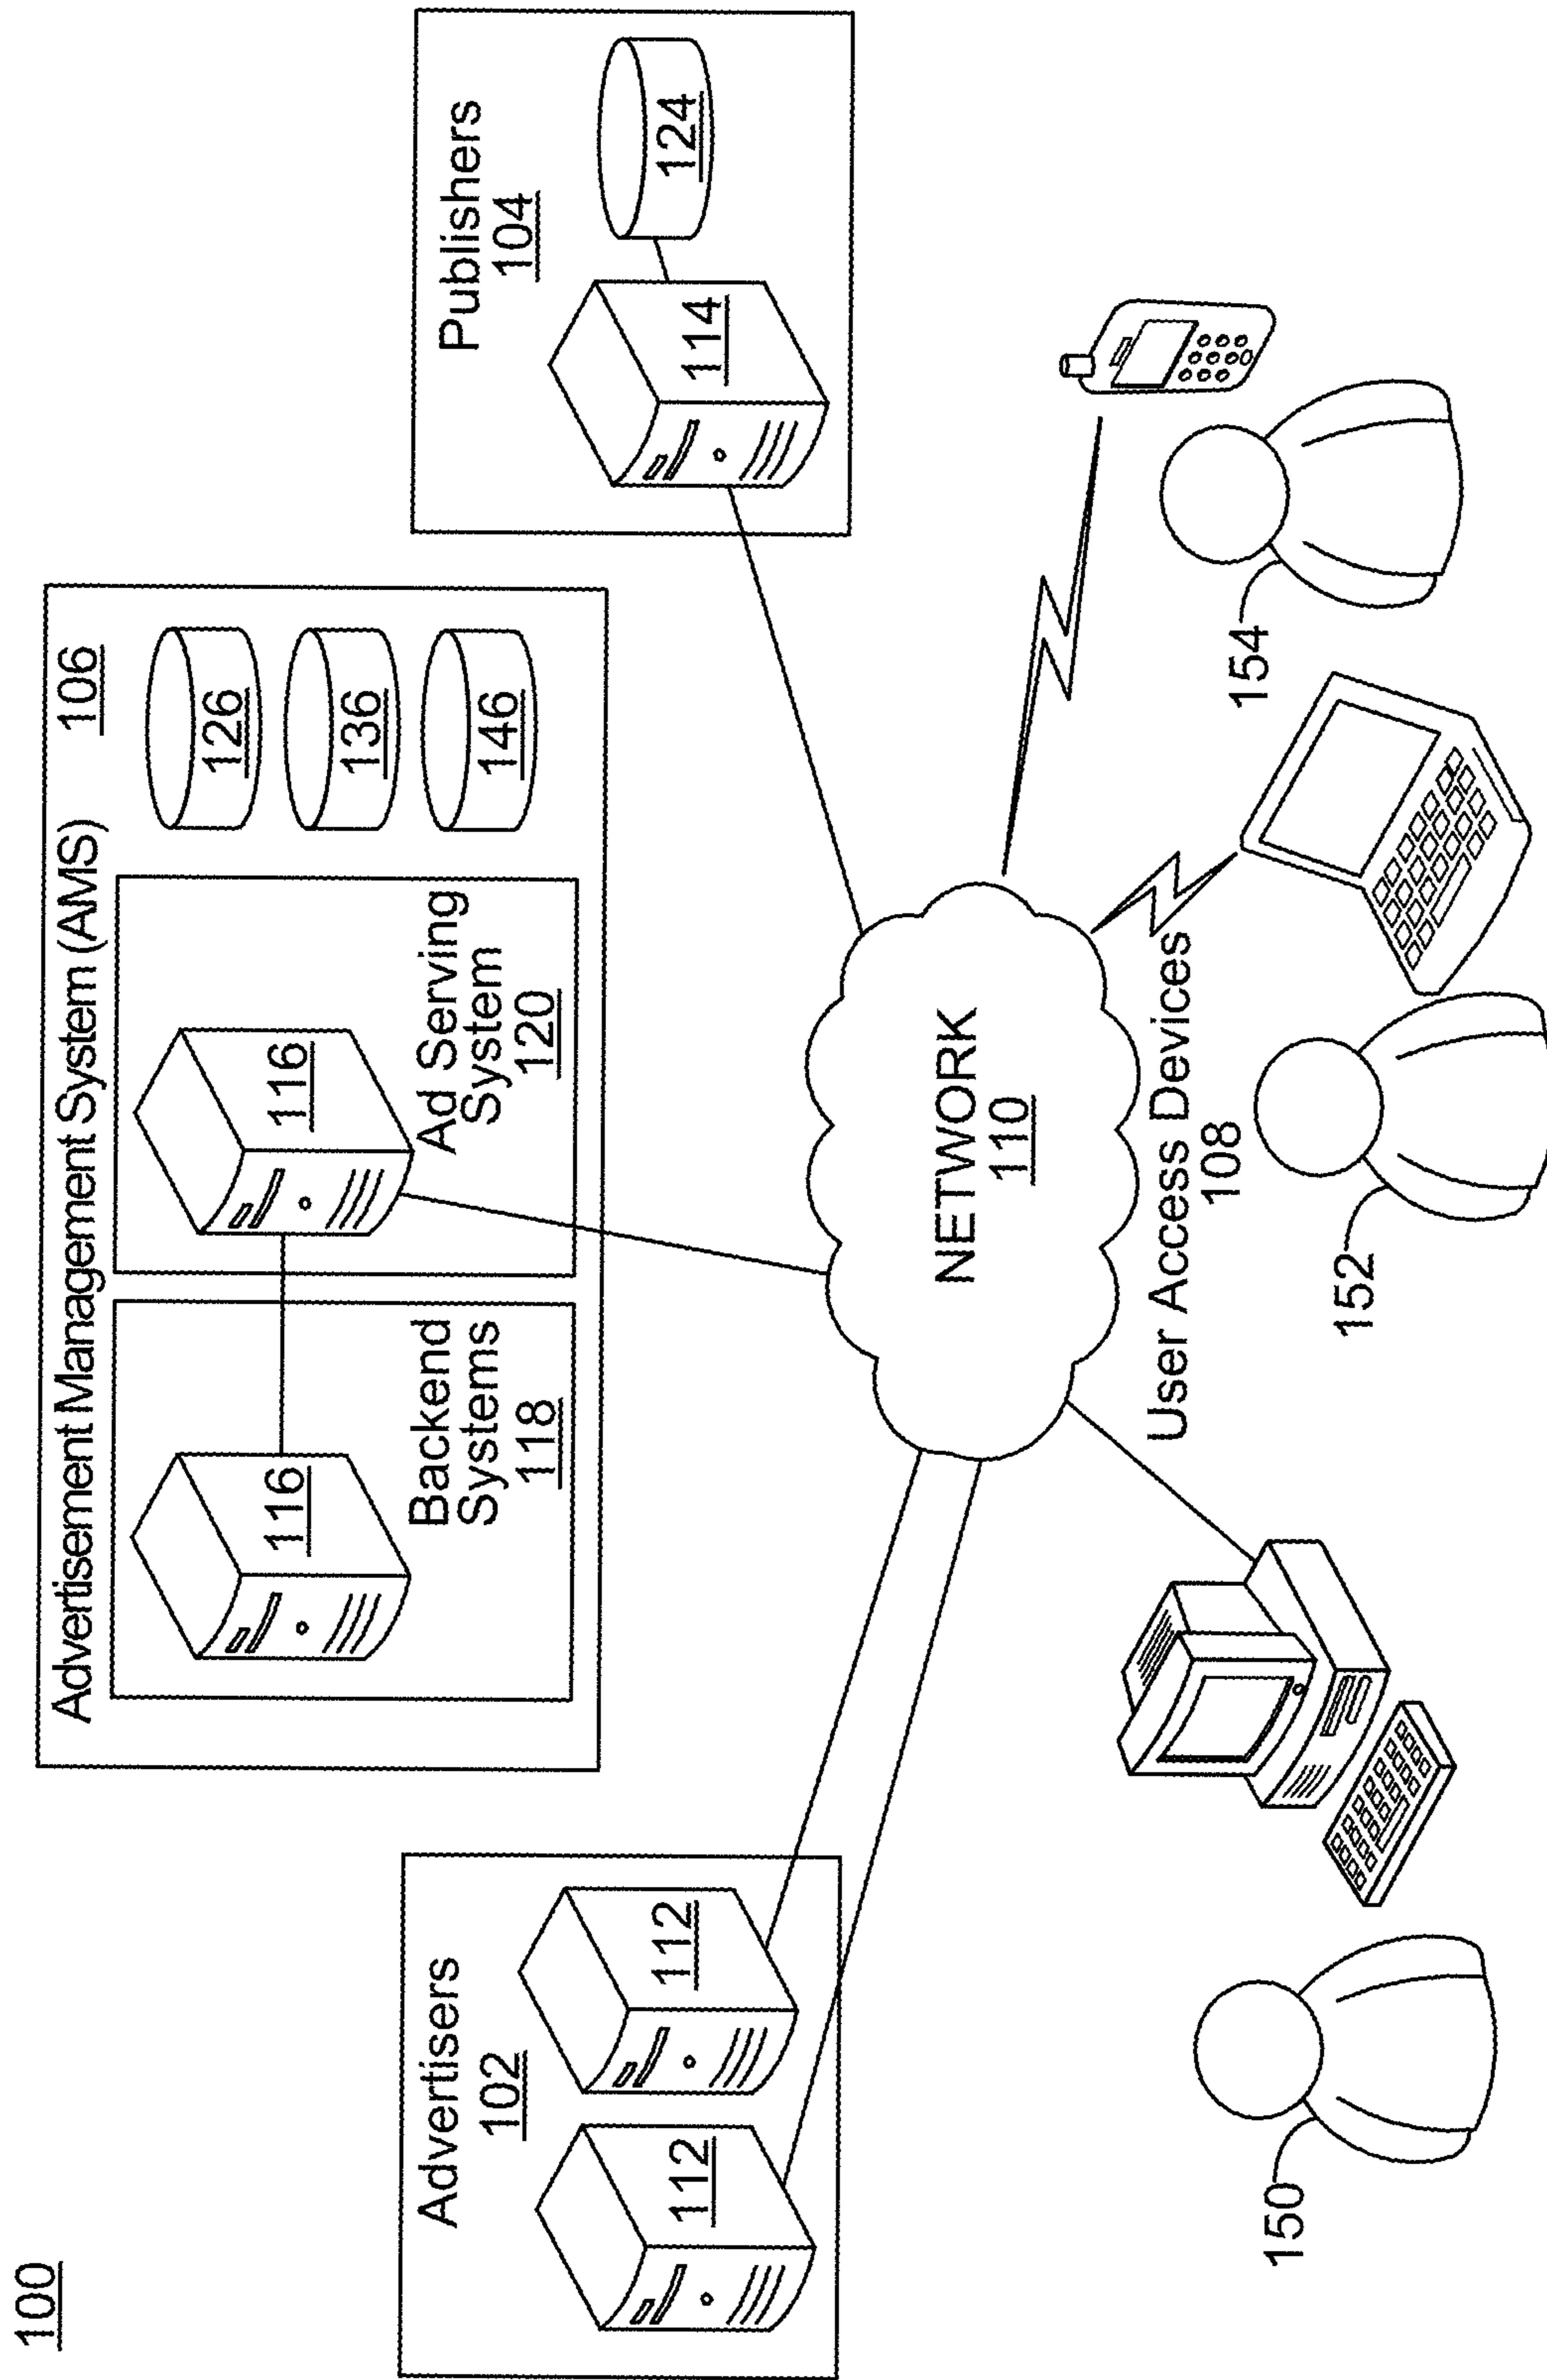 100
Advertisement Management System (AMS)
106
116
Backend
Systems
118
116
Ad Serving
System
120
126
136
146
Advertisers
102
112
112
Publishers
104
114
124
NETWORK
110
User Access Devices
108
150
152
154